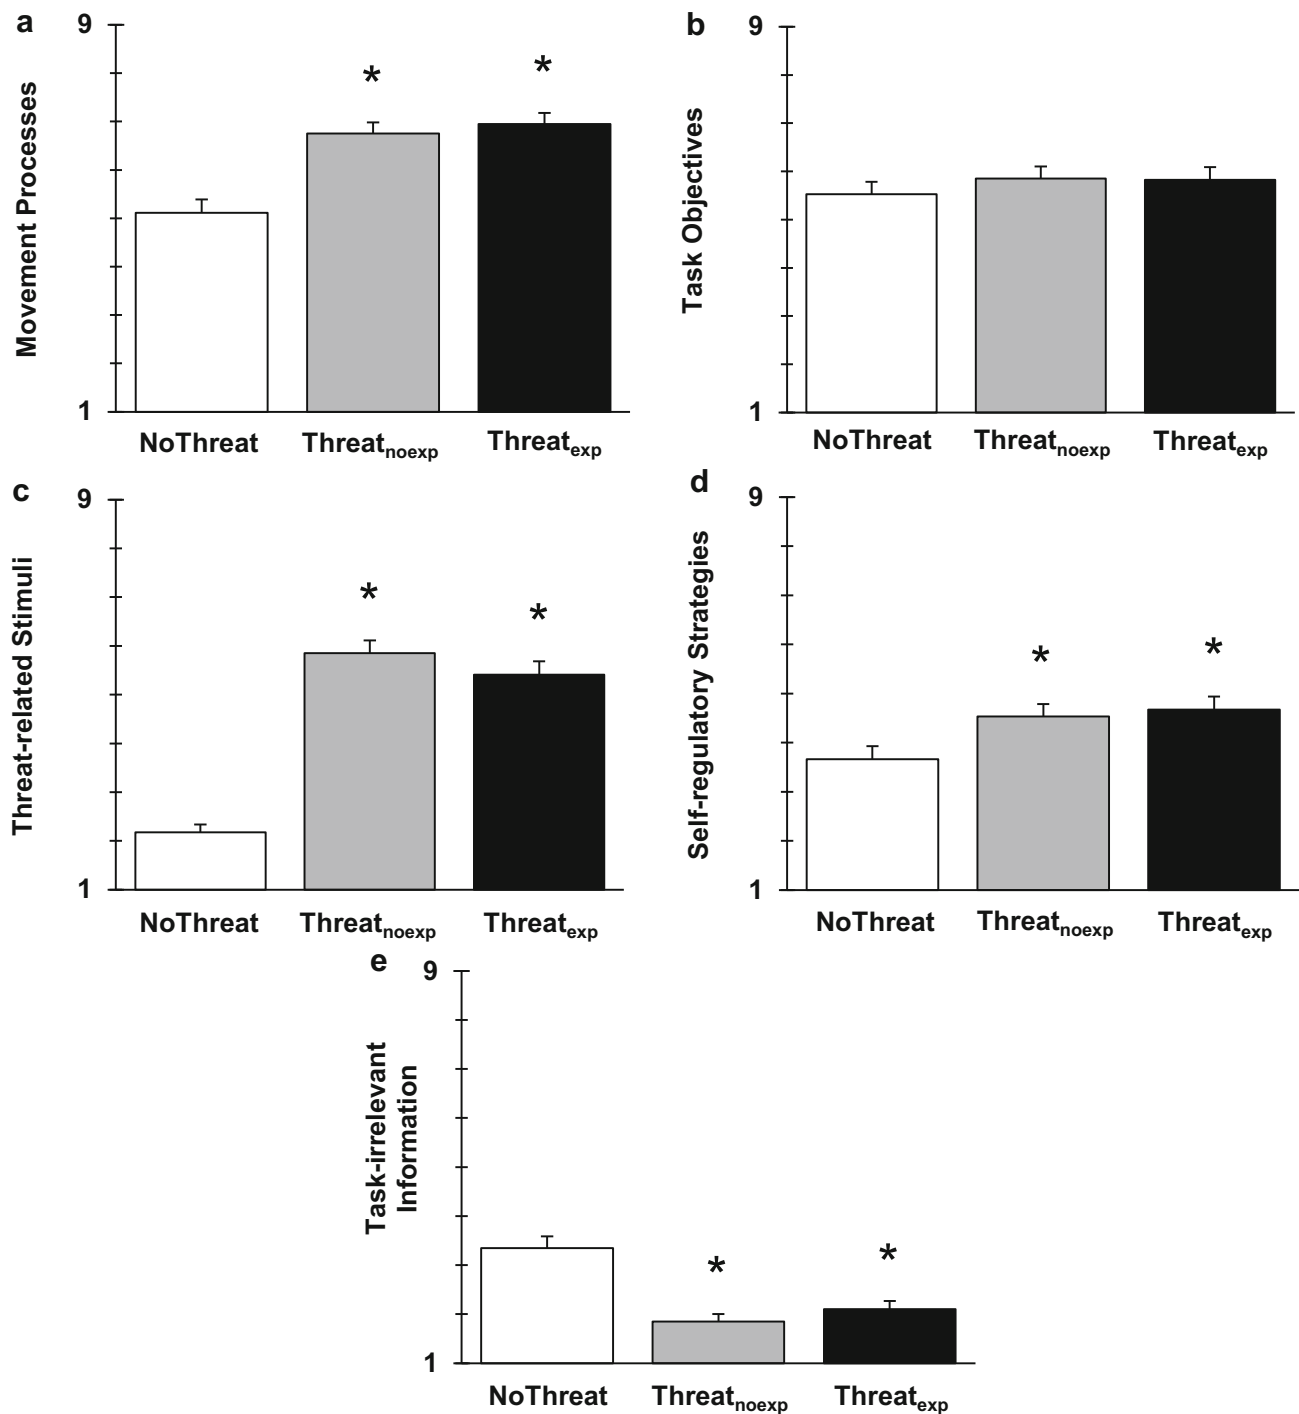 a
9
Movement Processes
*
*
1
NoThreat Threatnoexp Threatexp
b
9
Task Objectives
1
NoThreat Threatnoexp Threatexp
c
9
Threat-related Stimuli
*
*
1
NoThreat Threatnoexp Threatexp
d
9
Self-regulatory Strategies
*
*
1
NoThreat Threatnoexp Threatexp
e
9
Task-irrelevant
Information
*
*
1
NoThreat Threatnoexp Threatexp